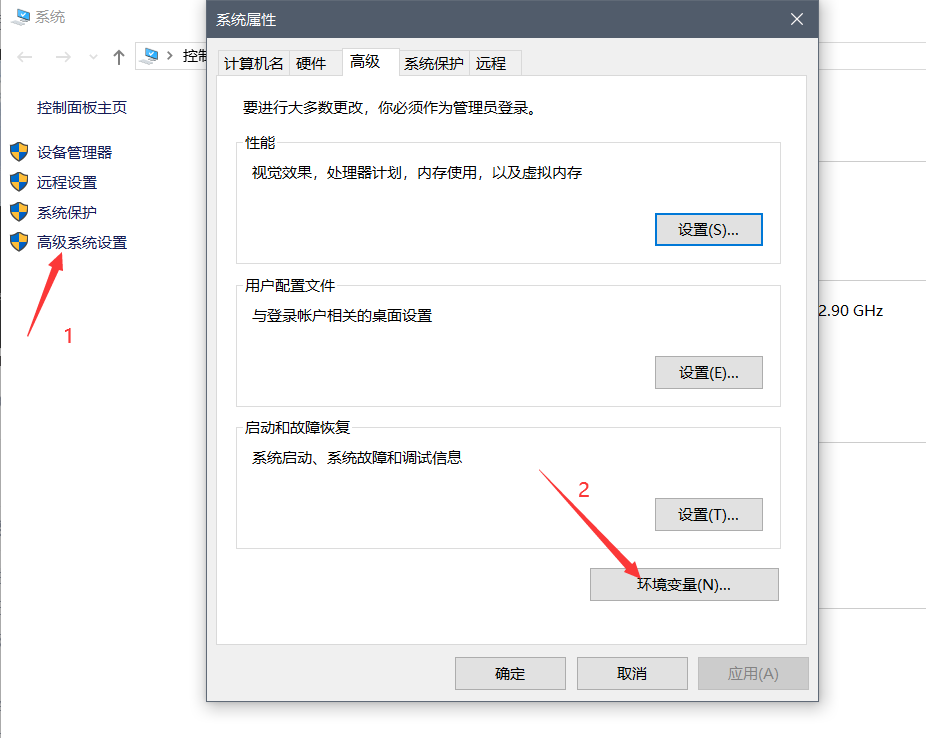 系统
控制
控制面板主页
设备管理器
远程设置
系统保护
高级系统设置
1
系统属性
计算机名 硬件 高级 系统保护 远程
要进行大多数更改，你必须作为管理员登录。
性能
视觉效果，处理器计划，内存使用，以及虚拟内存
设置(S)...
用户配置文件
与登录帐户相关的桌面设置
设置(E)...
启动和故障恢复
系统启动、系统故障和调试信息
2
设置(T)...
环境变量(N)...
确定 取消 应用(A)
2.90 GHz